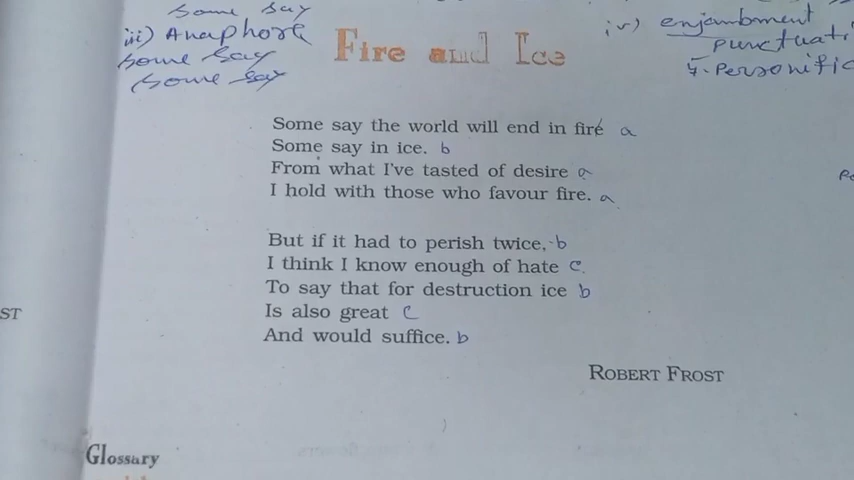 some say
iii) Anaphora
some say
some say
iv) enjambment
punctuati
5. Personific
Fire and Ice
Some say the world will end in fire a
Some say in ice. b
From what I've tasted of desire a
I hold with those who favour fire. a
But if it had to perish twice, b
I think I know enough of hate c
To say that for destruction ice b
Is also great c
And would suffice. b
ST
ROBERT FROST
Glossary